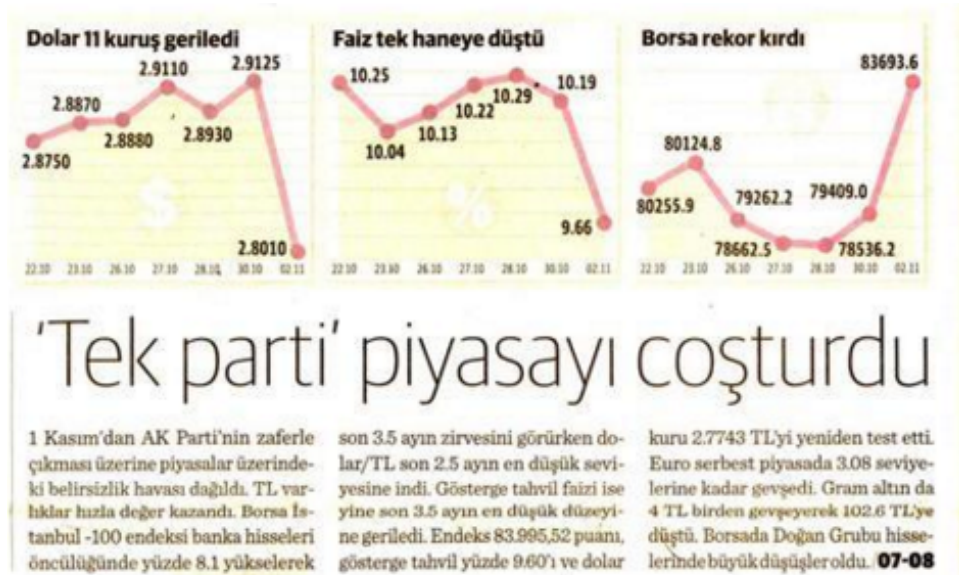 Dolar 11 kuruş geriledi
2.8750
2.8870
2.8880
2.9110
2.8930
2.9125
2.8010
22.10 23.10 26.10 27.10 28.10 30.10 02.11
Faiz tek haneye düştü
10.25
10.04
10.13
10.22
10.29
10.19
9.66
22.10 23.10 26.10 27.10 28.10 30.10 02.11
Borsa rekor kırdı
80255.9
80124.8
79262.2
78662.5
78536.2
79409.0
83693.6
22.10 23.10 26.10 27.10 28.10 30.10 02.11
'Tek parti' piyasayı coşturdu
1 Kasım'dan AK Parti'nin zaferle
çıkması üzerine piyasalar üzerinde-
ki belirsizlik havası dağıldı. TL var-
lıklar hızla değer kazandı. Borsa İs-
tanbul -100 endeksi banka hisseleri
öncülüğünde yüzde 8.1 yükselerek
son 3.5 ayın zirvesini görürken do-
lar/TL son 2.5 ayın en düşük sevi-
yesine indi. Gösterge tahvil faizi ise
yine son 3.5 ayın en düşük düzeyi-
ne geriledi. Endeks 83.995,52 puanı,
gösterge tahvil yüzde 9.60'ı ve dolar
kuru 2.7743 TL'yi yeniden test etti.
Euro serbest piyasada 3.08 seviye-
lerine kadar gevşedi. Gram altın da
4 TL birden gevşeyerek 102.6 TL'ye
düştü. Borsada Doğan Grubu hisse-
lerinde büyük düşüşler oldu. 07-08